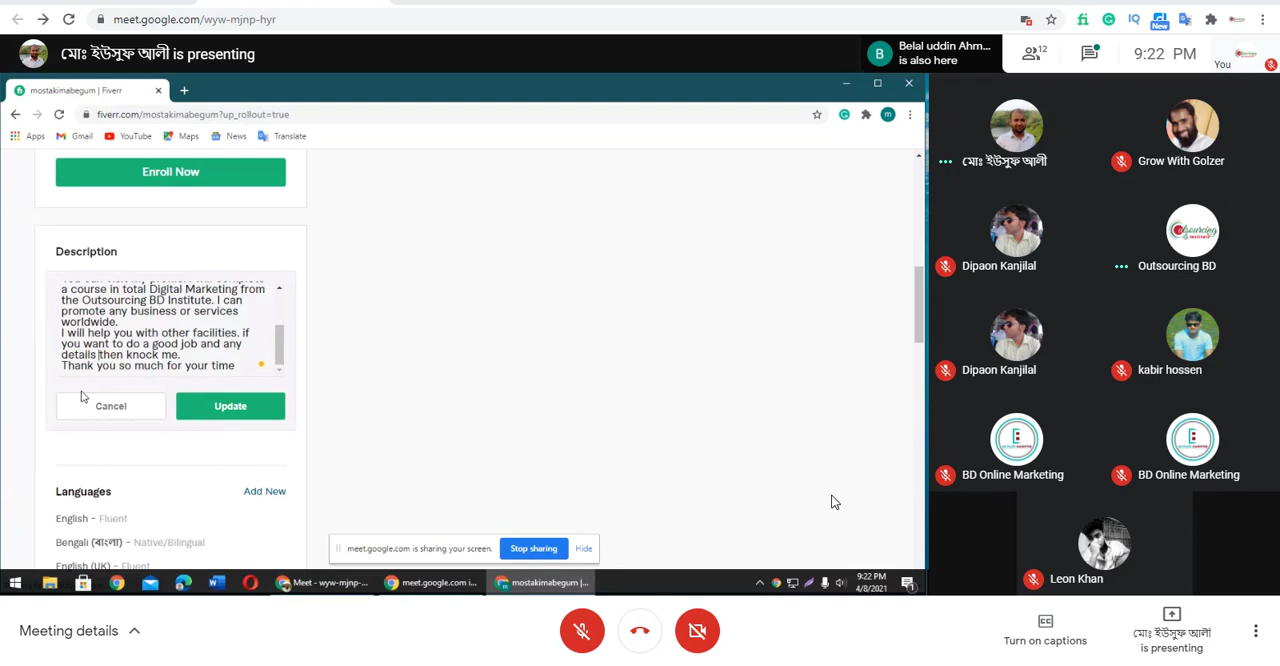 meet.google.com/wyw-mjnp-hyr
New
মোঃ ইউসুফ আলী is presenting
B
Belal uddin Ahm...
is also here
12
9:22 PM
You
mostakimabegum | Fiverr
fiverr.com/mostakimabegum?up_rollout=true
m
Apps
Gmail
YouTube
Maps
News
Translate
Enroll Now
Description
a course in total Digital Marketing from
the Outsourcing BD Institute. I can
promote any business or services
worldwide.
I will help you with other facilities. if
you want to do a good job and any
details then knock me.
Thank you so much for your time
Cancel
Update
Languages
Add New
English - Fluent
Bengali (বাংলা) - Native/Bilingual
English (UK) - Fluent
meet.google.com is sharing your screen.
Stop sharing
Hide
Meet - wyw-mjnp-...
meet.google.com i...
mostakimabegum |...
9:22 PM
4/8/2021
মোঃ ইউসুফ আলী
Grow With Golzer
Dipaon Kanjilal
Outsourcing BD
Dipaon Kanjilal
kabir hossen
BD Online Marketing
BD Online Marketing
Leon Khan
Meeting details
Turn on captions
মোঃ ইউসুফ আলী
is presenting